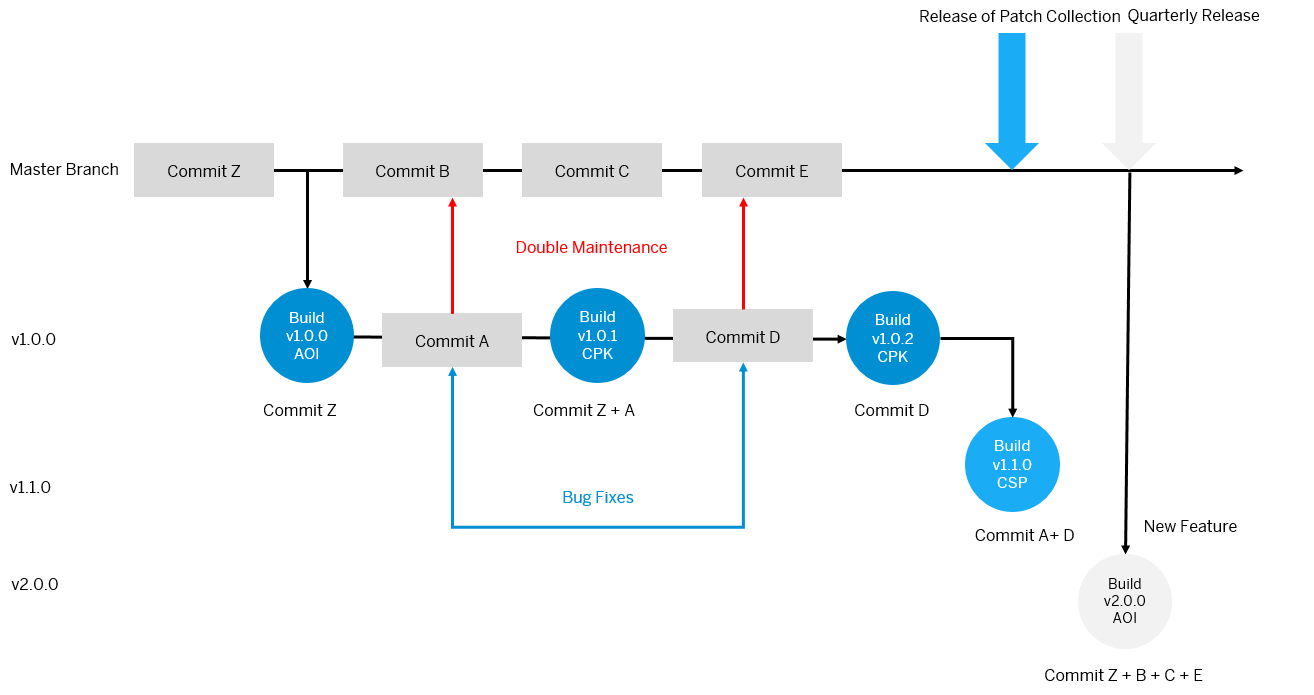 Release of Patch Collection
Quarterly Release
Master Branch
Commit Z
Commit B
Commit C
Commit E
Double Maintenance
v1.0.0
Build
v1.0.0
AOI
Commit A
Build
v1.0.1
CPK
Commit D
Build
v1.0.2
CPK
Commit Z
Commit Z + A
Commit D
v1.1.0
Bug Fixes
Build
v1.1.0
CSP
Commit A+ D
New Feature
v2.0.0
Build
v2.0.0
AOI
Commit Z + B + C + E